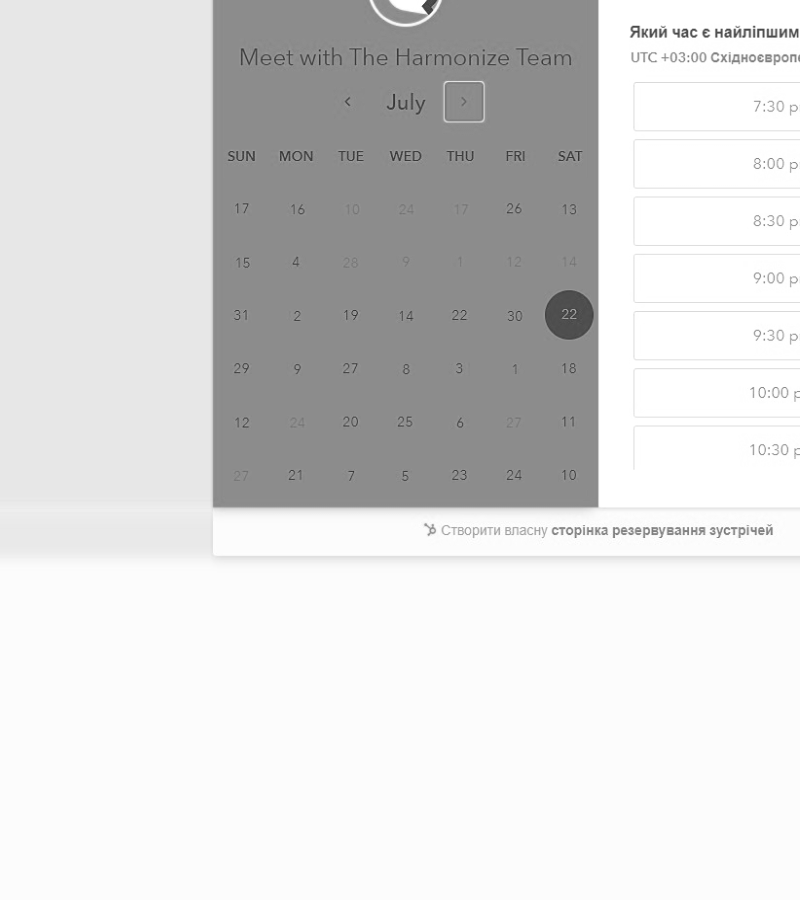 Meet with The Harmonize Team
July
SUN MON TUE WED THU FRI SAT
17 16 10 24 17 26 13
15 4 28 9 1 12 14
31 2 19 14 22 30 22
29 9 27 8 3 1 18
12 24 20 25 6 27 11
27 21 7 5 23 24 10
Який час є найліпшим
UTC +03:00
7:30 p
8:00 p
8:30 p
9:00 p
9:30 p
10:00 p
10:30 p
Створити власну сторінка резервування зустрічей